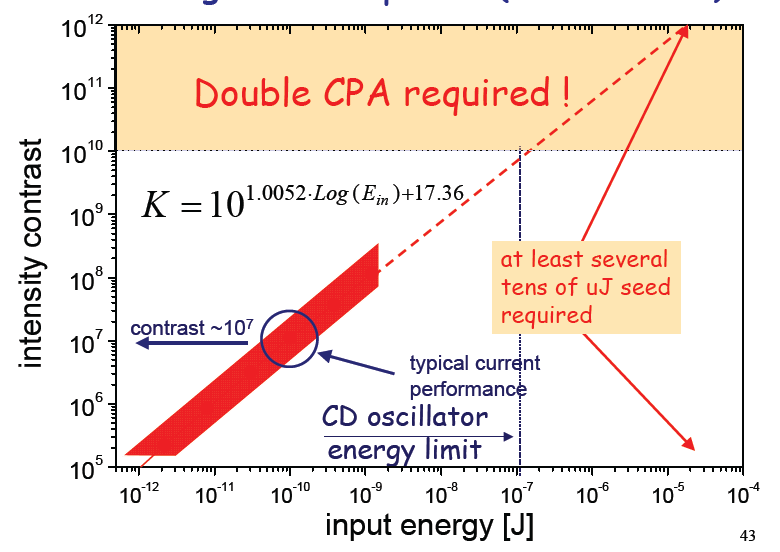 Double CPA required !
K = 10^{1.0052·Log (E_{in})+17.36}
at least several
tens of uJ seed
required
contrast ~10^7
typical current
performance
CD oscillator
energy limit
intensity contrast
10^12
10^11
10^10
10^9
10^8
10^7
10^6
10^5
10^-12
10^-11
10^-10
10^-9
10^-8
10^-7
10^-6
10^-5
10^-4
input energy [J]
43